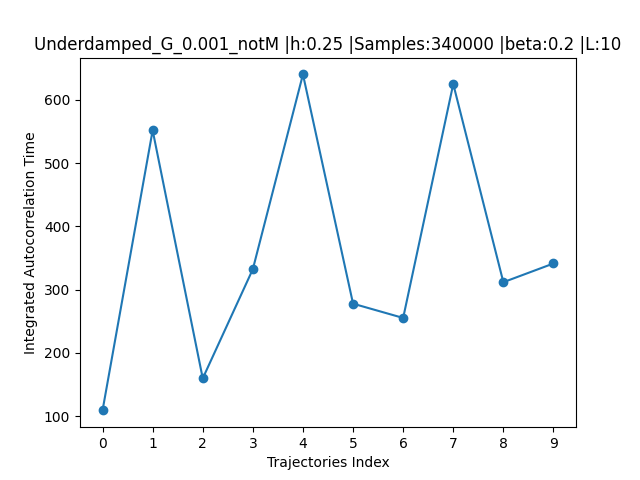 Underdamped_G_0.001_notM |h:0.25 |Samples:340000 |beta:0.2 |L:10
Integrated Autocorrelation Time
600
500
400
300
200
100
0 1 2 3 4 5 6 7 8 9
Trajectories Index